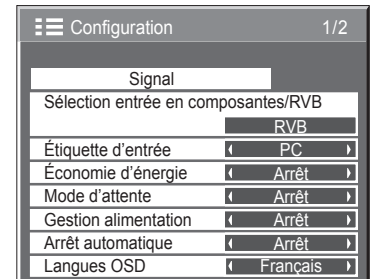 Configuration 1/2
Signal
Sélection entrée en composantes/RVB
RVB
Étiquette d’entrée PC
Économie d’énergie Arrêt
Mode d’attente Arrêt
Gestion alimentation Arrêt
Arrêt automatique Arrêt
Langues OSD Français